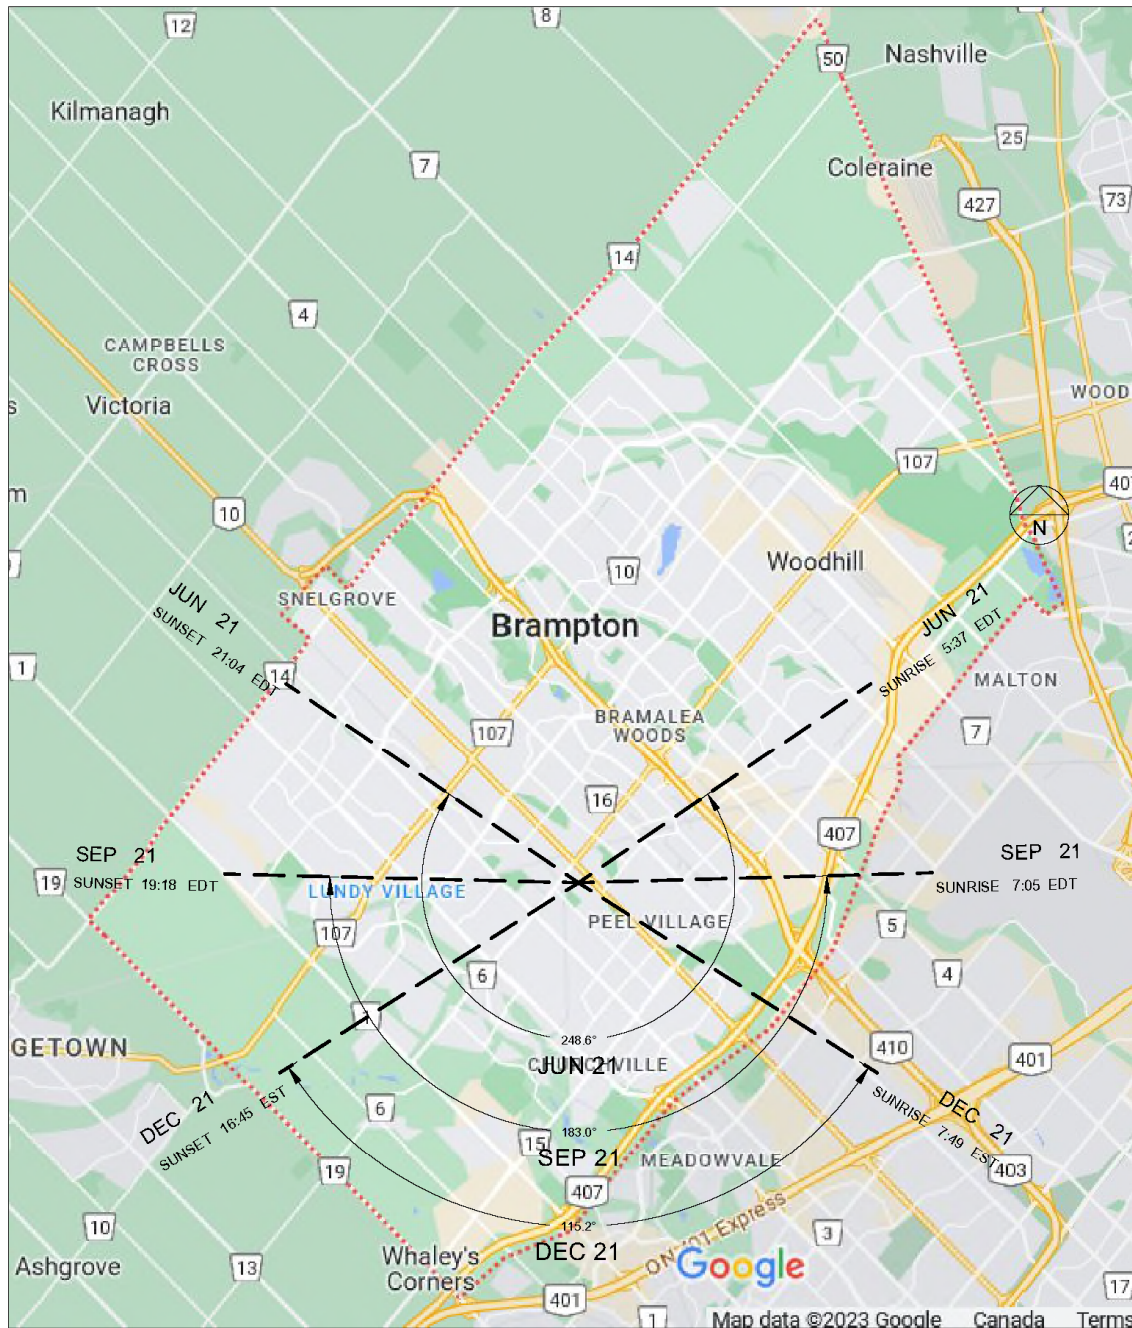 12
8
50
Nashville
Kilmanagh
25
7
Coleraine
73
427
14
4
CAMPBELLS
CROSS
Victoria
WOOD
s
107
m
10
407
N
10
Woodhill
JUN 21
SUNSET 21:04 EDT
SNELGROVE
Brampton
JUN 21
SUNRISE 5:37 EDT
1
14
MALTON
BRAMALEA
WOODS
107
7
16
407
SEP 21
SUNSET 19:18 EDT
19
SEP 21
SUNRISE 7:05 EDT
LUNDY VILLAGE
PEEL VILLAGE
5
107
6
4
1
GETOWN
248.6°
JUN 21
410
401
DEC 21
SUNSET 16:45 EST
6
DEC 21
SUNRISE 7:49 EST
183.0°
15
SEP 21
MEADOWVALE
403
19
407
10
115.2°
DEC 21
ON 401 Express
3
Ashgrove
13
Whaley's
Corners
Google
17
401
1
Map data ©2023 Google Canada Terms